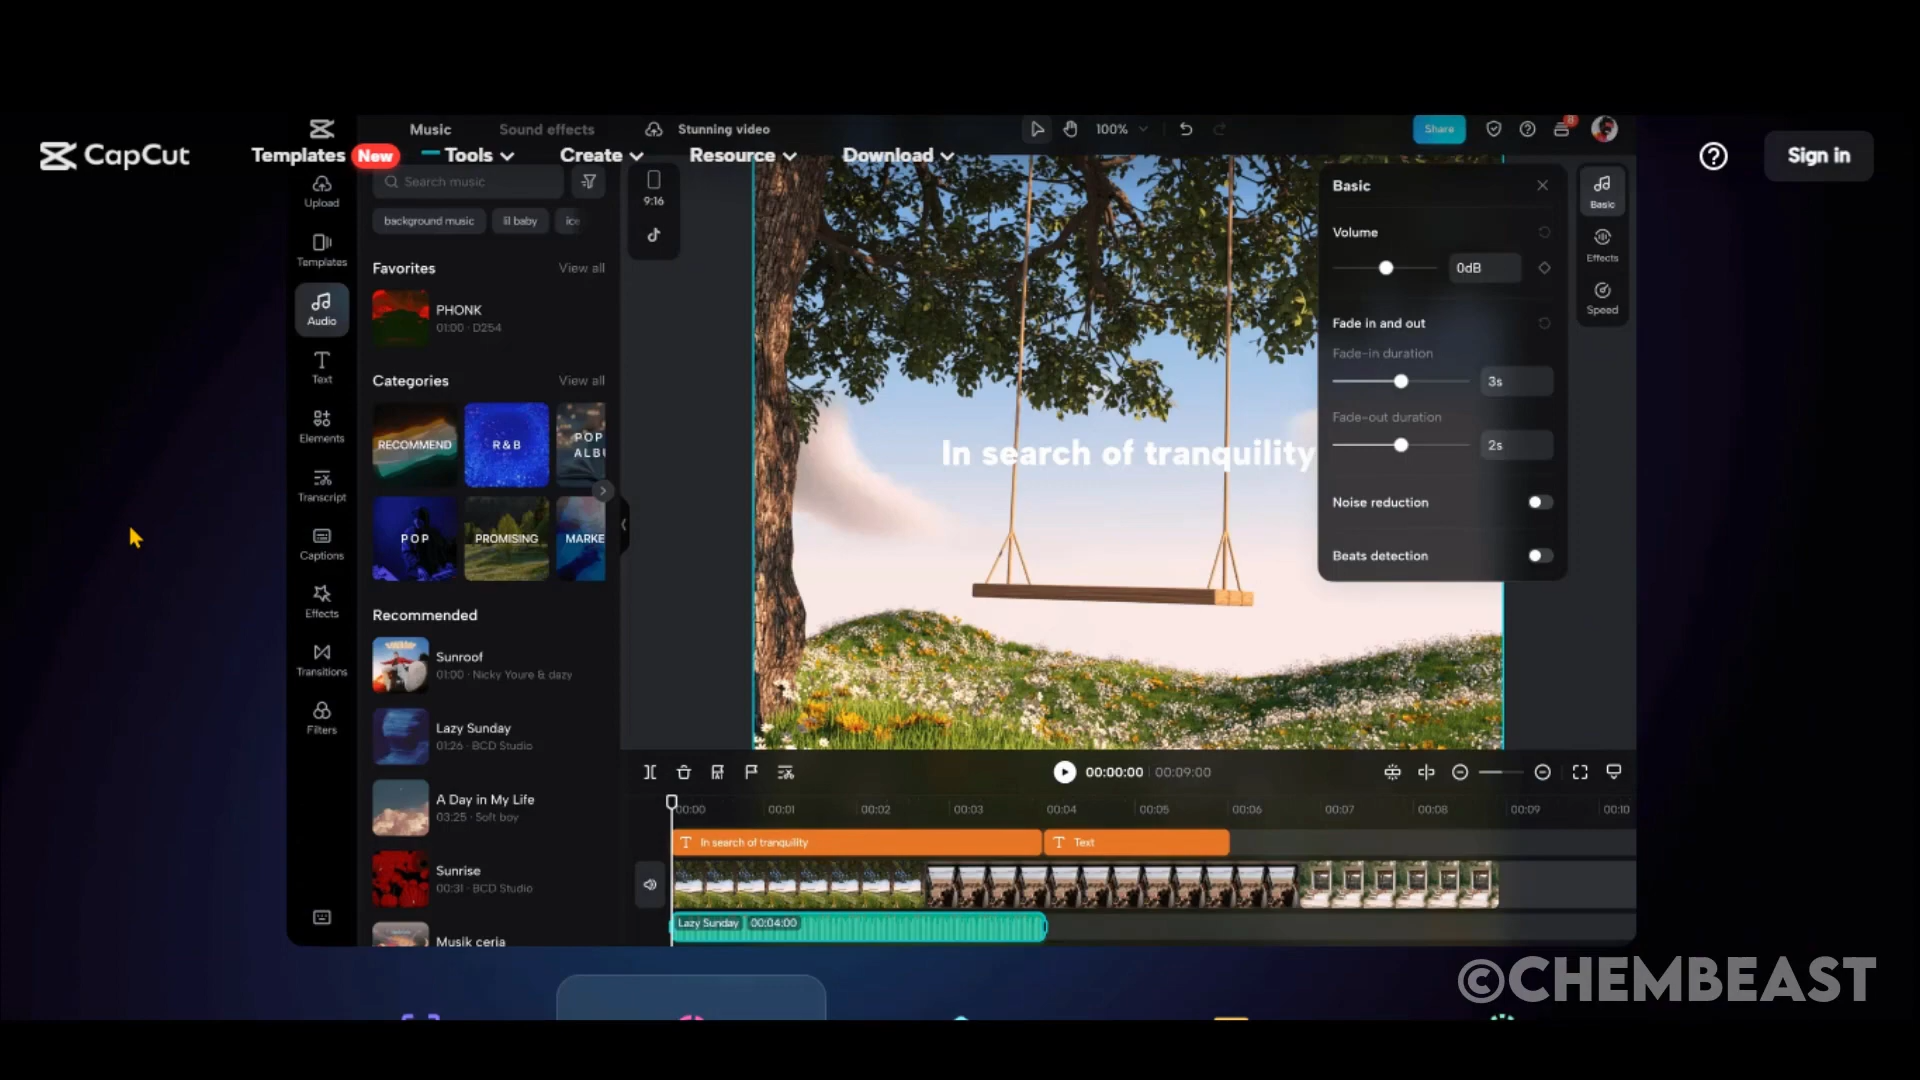 Music
Sound effects
Stunning video
100%
Share
8
CapCut
Templates New
Tools
Create
Resource
Download
Sign in
Upload
Templates
Audio
Text
Elements
Transcript
Captions
Effects
Transitions
Filters
Search music
background music
lil baby
ice
Favorites
View all
PHONK
01:00 · D254
Categories
View all
RECOMMEND
R&B
POP
ALBU
POP
PROMISING
MARKE
Recommended
Sunroof
01:00 · Nicky Youre & dazy
Lazy Sunday
01:26 · BCD Studio
A Day in My Life
03:25 · Soft boy
Sunrise
00:31 · BCD Studio
Musik ceria
9:16
In search of tranquility
Basic
Volume
0dB
Fade in and out
Fade-in duration
3s
Fade-out duration
2s
Noise reduction
Beats detection
Basic
Effects
Speed
00:00:00 | 00:09:00
00:00 00:01 00:02 00:03 00:04 00:05 00:06 00:07 00:08 00:09 00:10
In search of tranquility
Text
Lazy Sunday 00:04:00
©CHEMBEAST